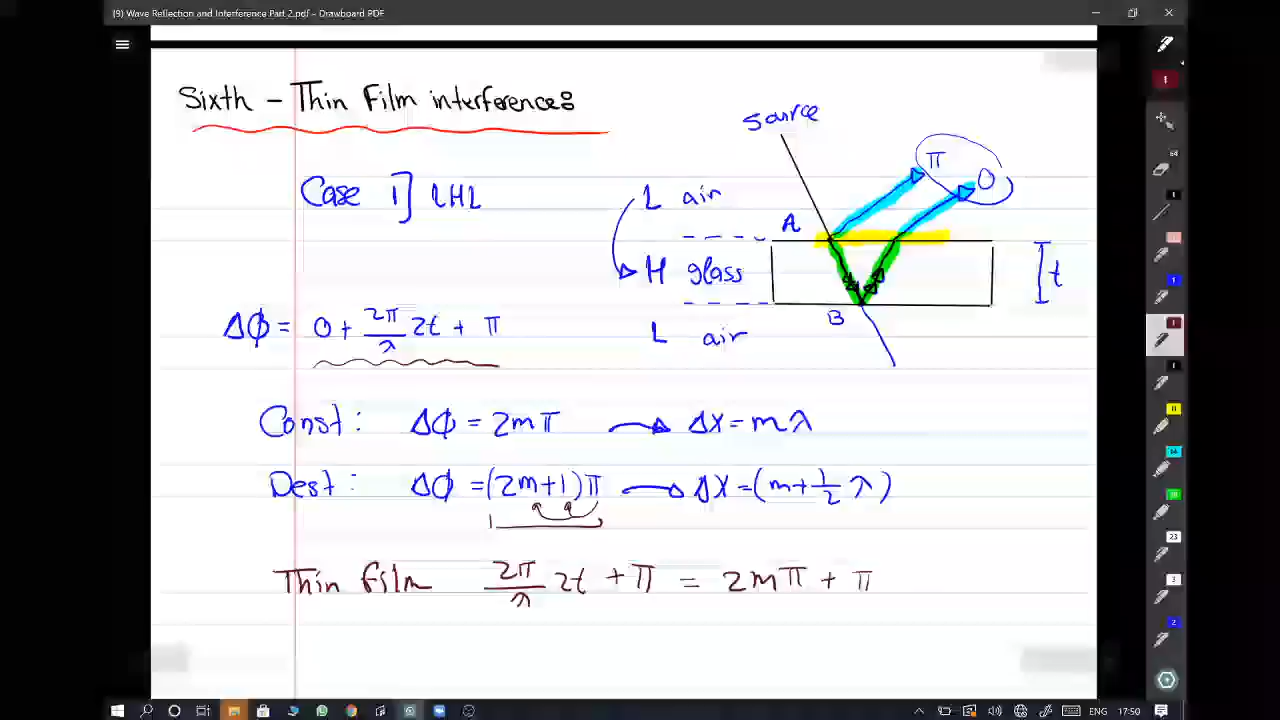 (9) Wave Reflection and Interference Part 2.pdf - Drawboard PDF
Sixth - Thin Film interference:
Source
π
0
Case 1] LHL
L air
A
H glass
t
B
L air
Δϕ = 0 + 2π/λ 2t + π
Const: Δϕ = 2mπ → ΔX = mλ
Dest: Δϕ = (2m+1)π → ΔX = (m+1/2 λ)
Thin film 2π/λ 2t + π = 2mπ + π
ENG 17:50